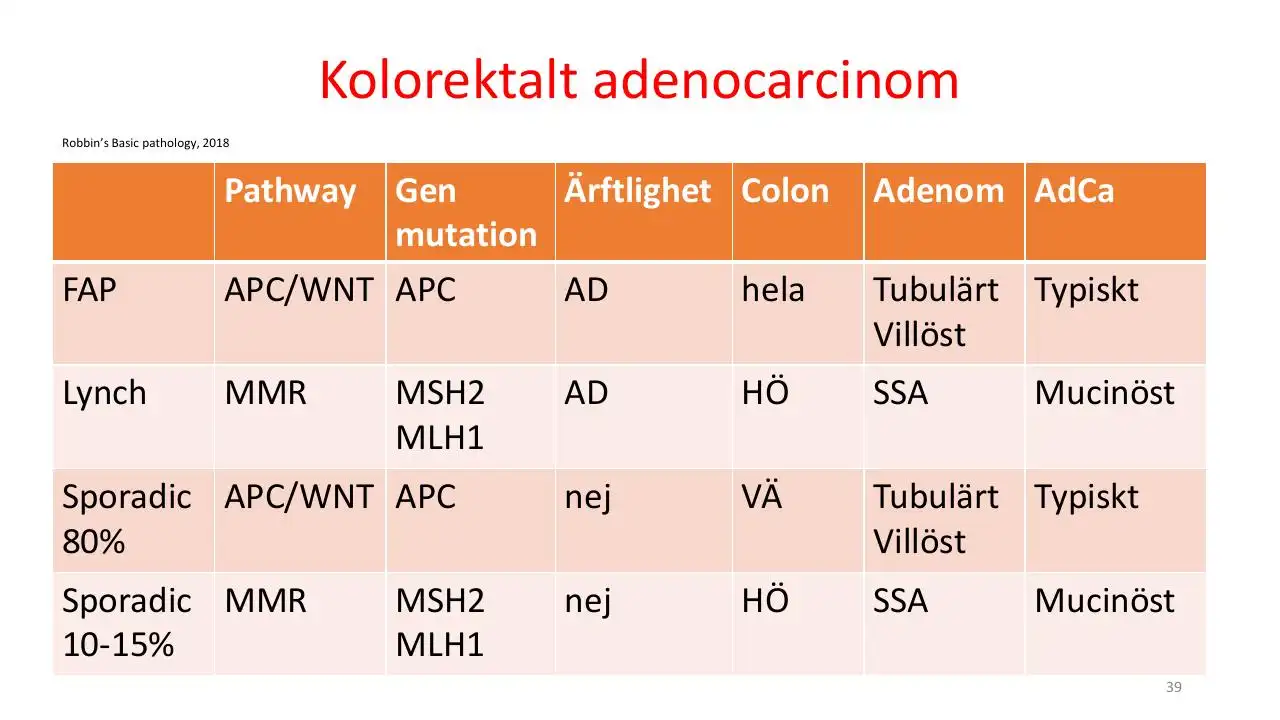 Kolorektalt adenocarcinom
Robbin’s Basic pathology, 2018
Pathway Gen mutation Ärftlighet Colon Adenom AdCa
FAP APC/WNT APC AD hela Tubulärt Villöst Typiskt
Lynch MMR MSH2 MLH1 AD HÖ SSA Mucinöst
Sporadic 80% APC/WNT APC nej VÄ Tubulärt Villöst Typiskt
Sporadic 10-15% MMR MSH2 MLH1 nej HÖ SSA Mucinöst
39